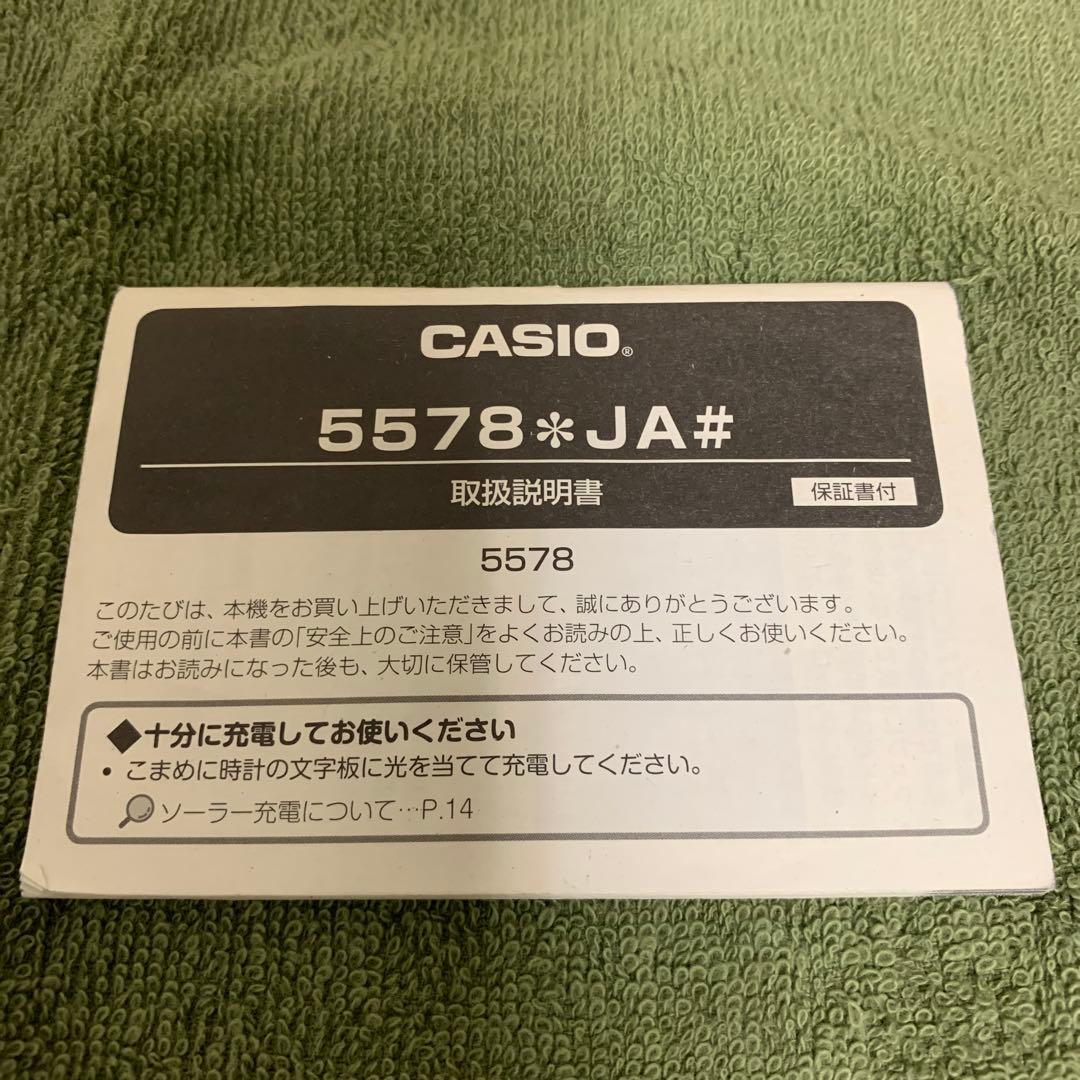 CASIO®
5578✽JA#
取扱説明書
保証書付
5578
このたびは、本機をお買い上げいただきまして、誠にありがとうございます。
ご使用の前に本書の「安全上のご注意」をよくお読みの上、正しくお使いください。
本書はお読みになった後も、大切に保管してください。
◆十分に充電してお使いください
• こまめに時計の文字板に光を当てて充電してください。
ソーラー充電について…P.14